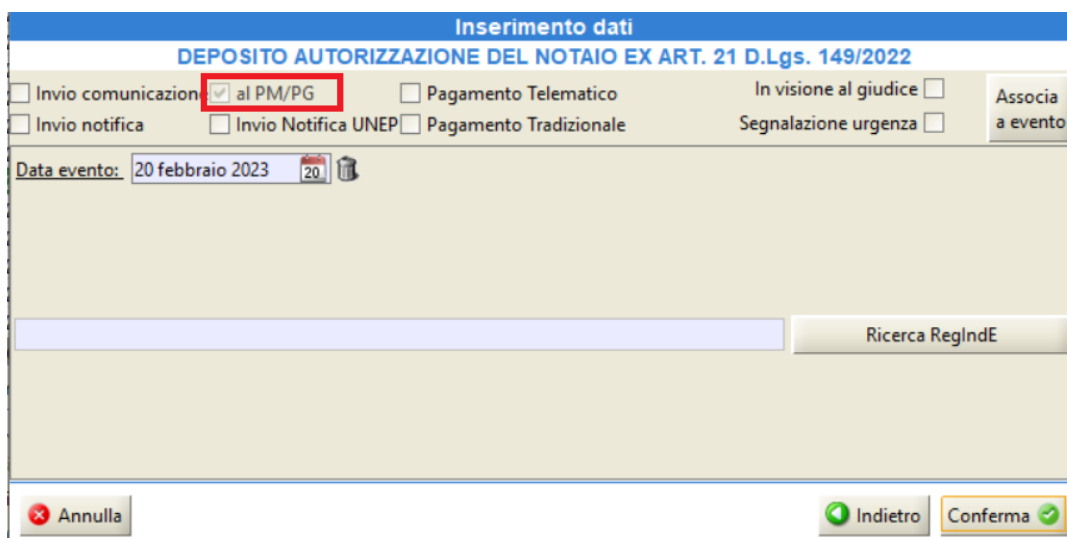 Inserimento dati
DEPOSITO AUTORIZZAZIONE DEL NOTAIO EX ART. 21 D.Lgs. 149/2022
Invio comunicazione al PM/PG Pagamento Telematico In visione al giudice Associa
Invio notifica Invio Notifica UNEP Pagamento Tradizionale Segnalazione urgenza a evento
Data evento: 20 febbraio 2023 20
Ricerca RegIndE
Annulla Indietro Conferma